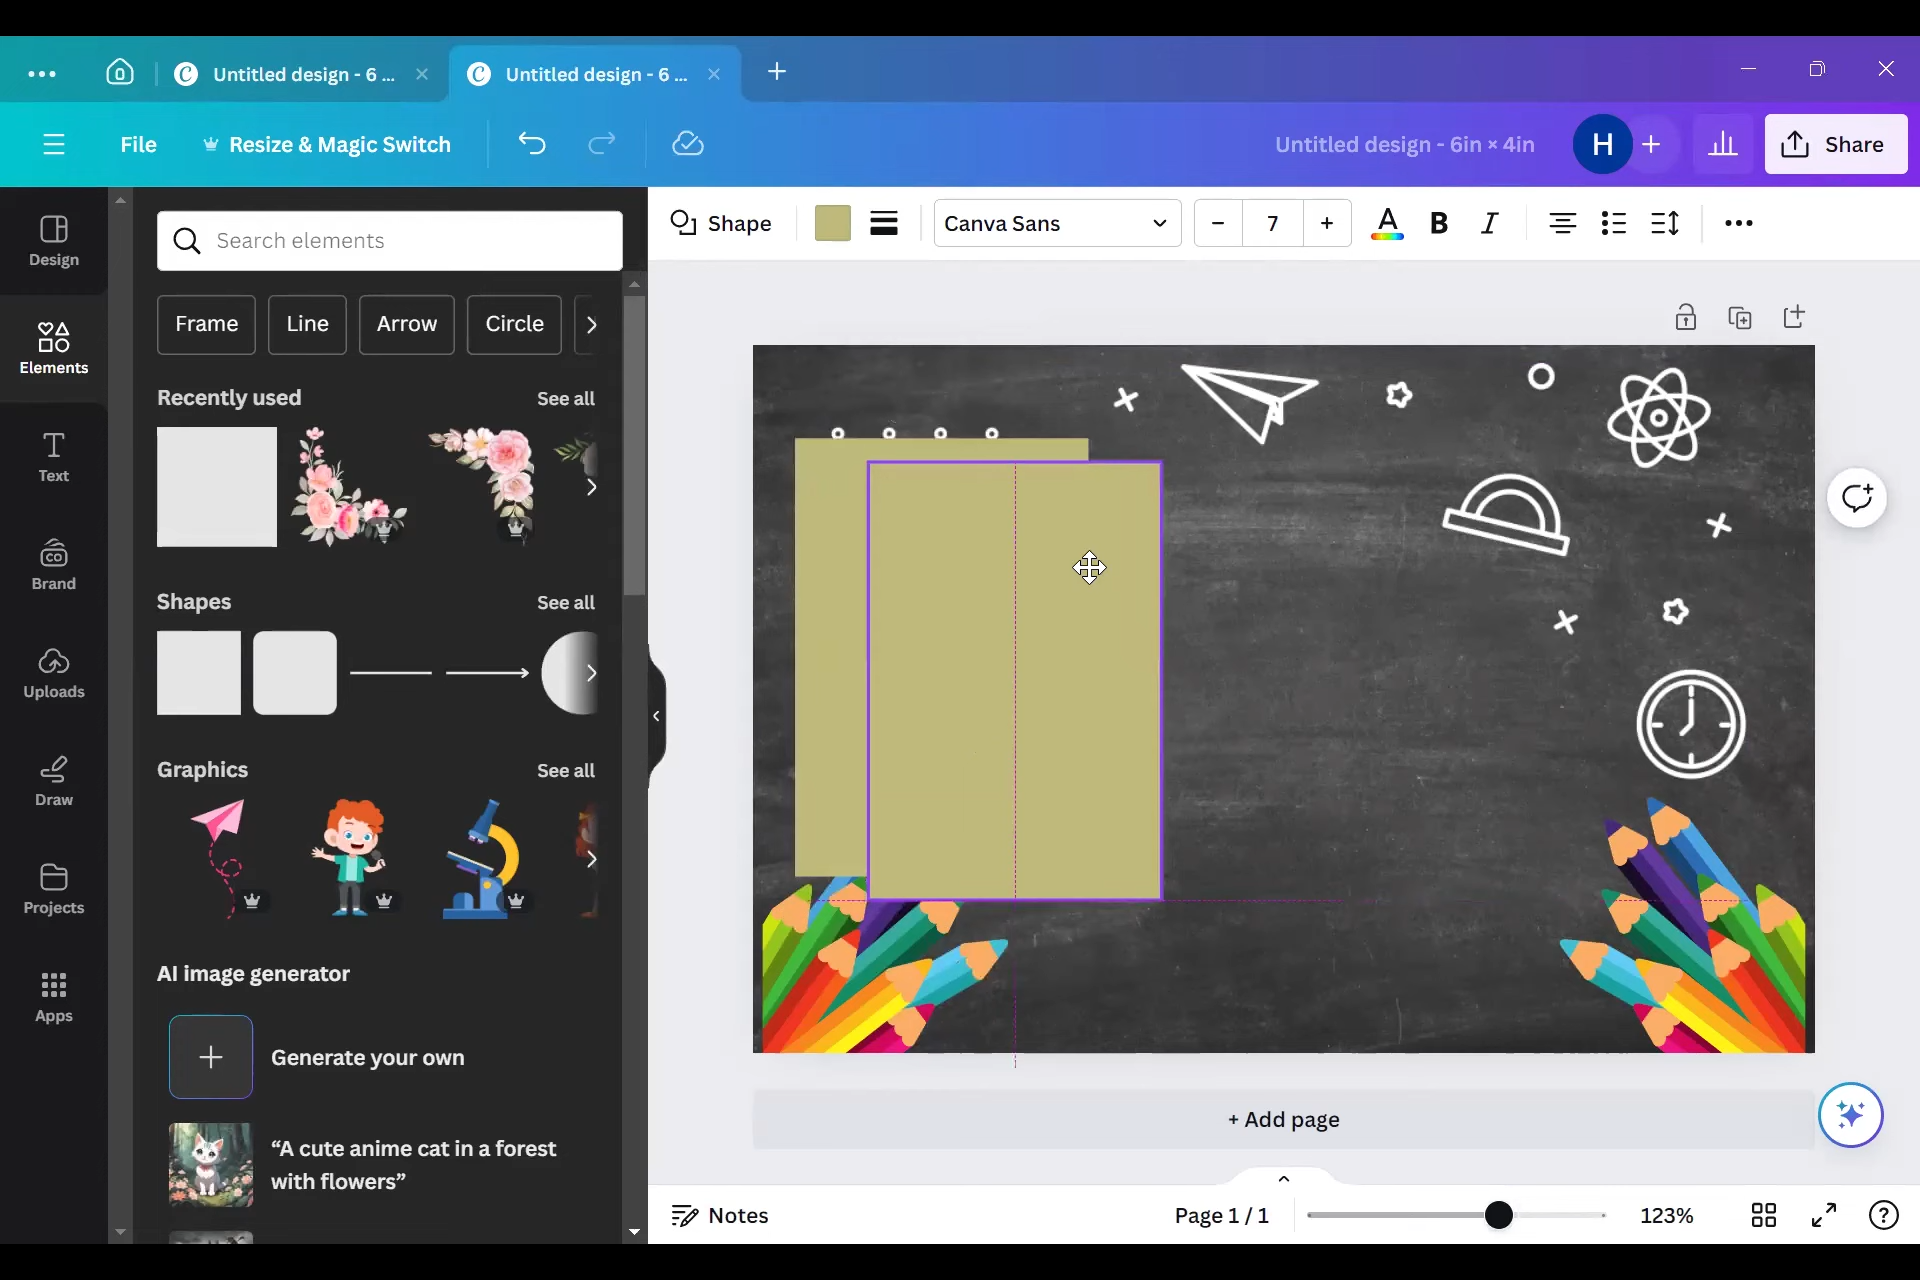 Untitled design - 6 ...
Untitled design - 6 ...
File
Resize & Magic Switch
Untitled design - 6in × 4in
H
Share
Design
Elements
Text
Brand
Uploads
Draw
Projects
Apps
Search elements
Frame
Line
Arrow
Circle
Recently used
See all
Shapes
See all
Graphics
See all
AI image generator
Generate your own
“A cute anime cat in a forest
with flowers”
Shape
Canva Sans
7
A
B
I
+ Add page
Notes
Page 1 / 1
123%